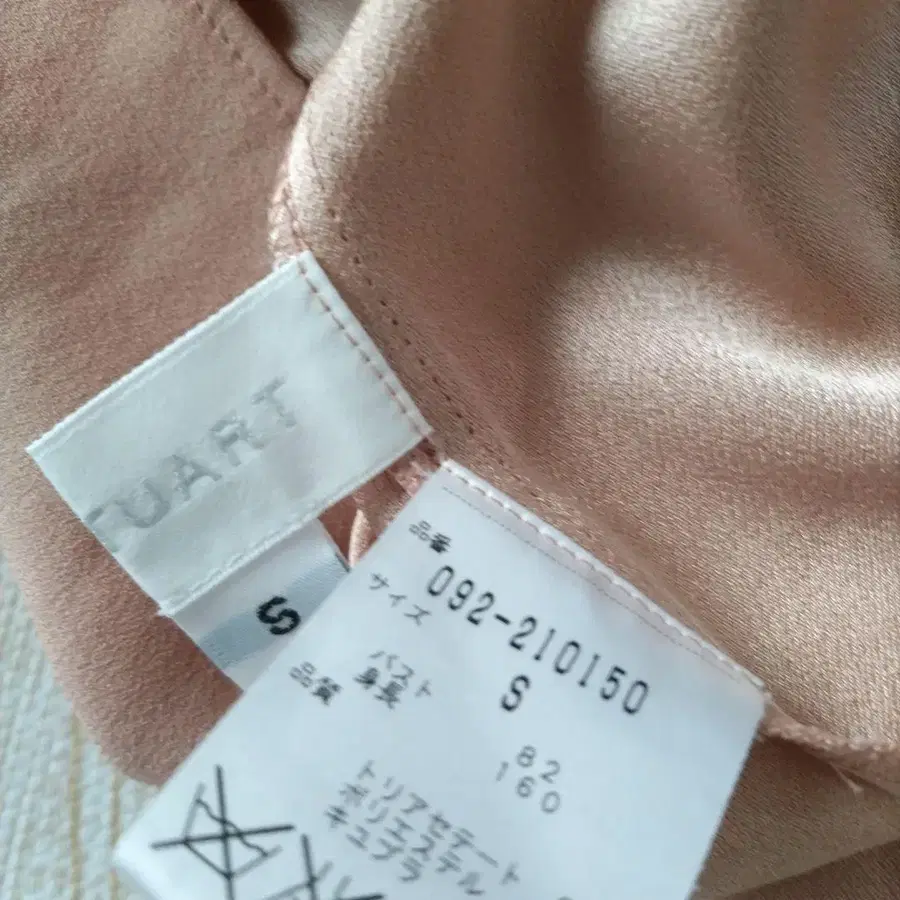 TUART
S
品番 092-210150
サイズ S
バスト 82
身長 160
品質
トリアセテート
ポリエステル
キュプラ